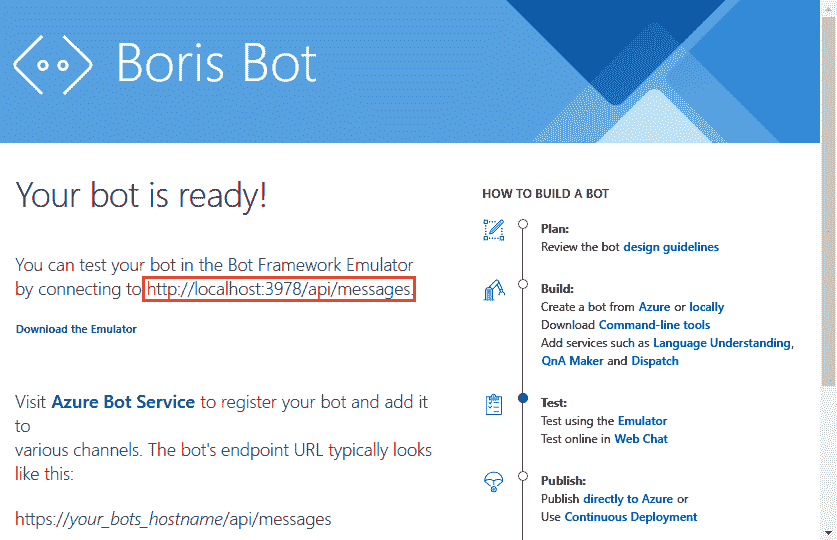 Boris Bot
Your bot is ready!
You can test your bot in the Bot Framework Emulator
by connecting to http://localhost:3978/api/messages.
Download the Emulator
Visit Azure Bot Service to register your bot and add it
to
various channels. The bot's endpoint URL typically looks
like this:
https://your_bots_hostname/api/messages
HOW TO BUILD A BOT
Plan:
Review the bot design guidelines
Build:
Create a bot from Azure or locally
Download Command-line tools
Add services such as Language Understanding,
QnA Maker and Dispatch
Test:
Test using the Emulator
Test online in Web Chat
Publish:
Publish directly to Azure or
Use Continuous Deployment